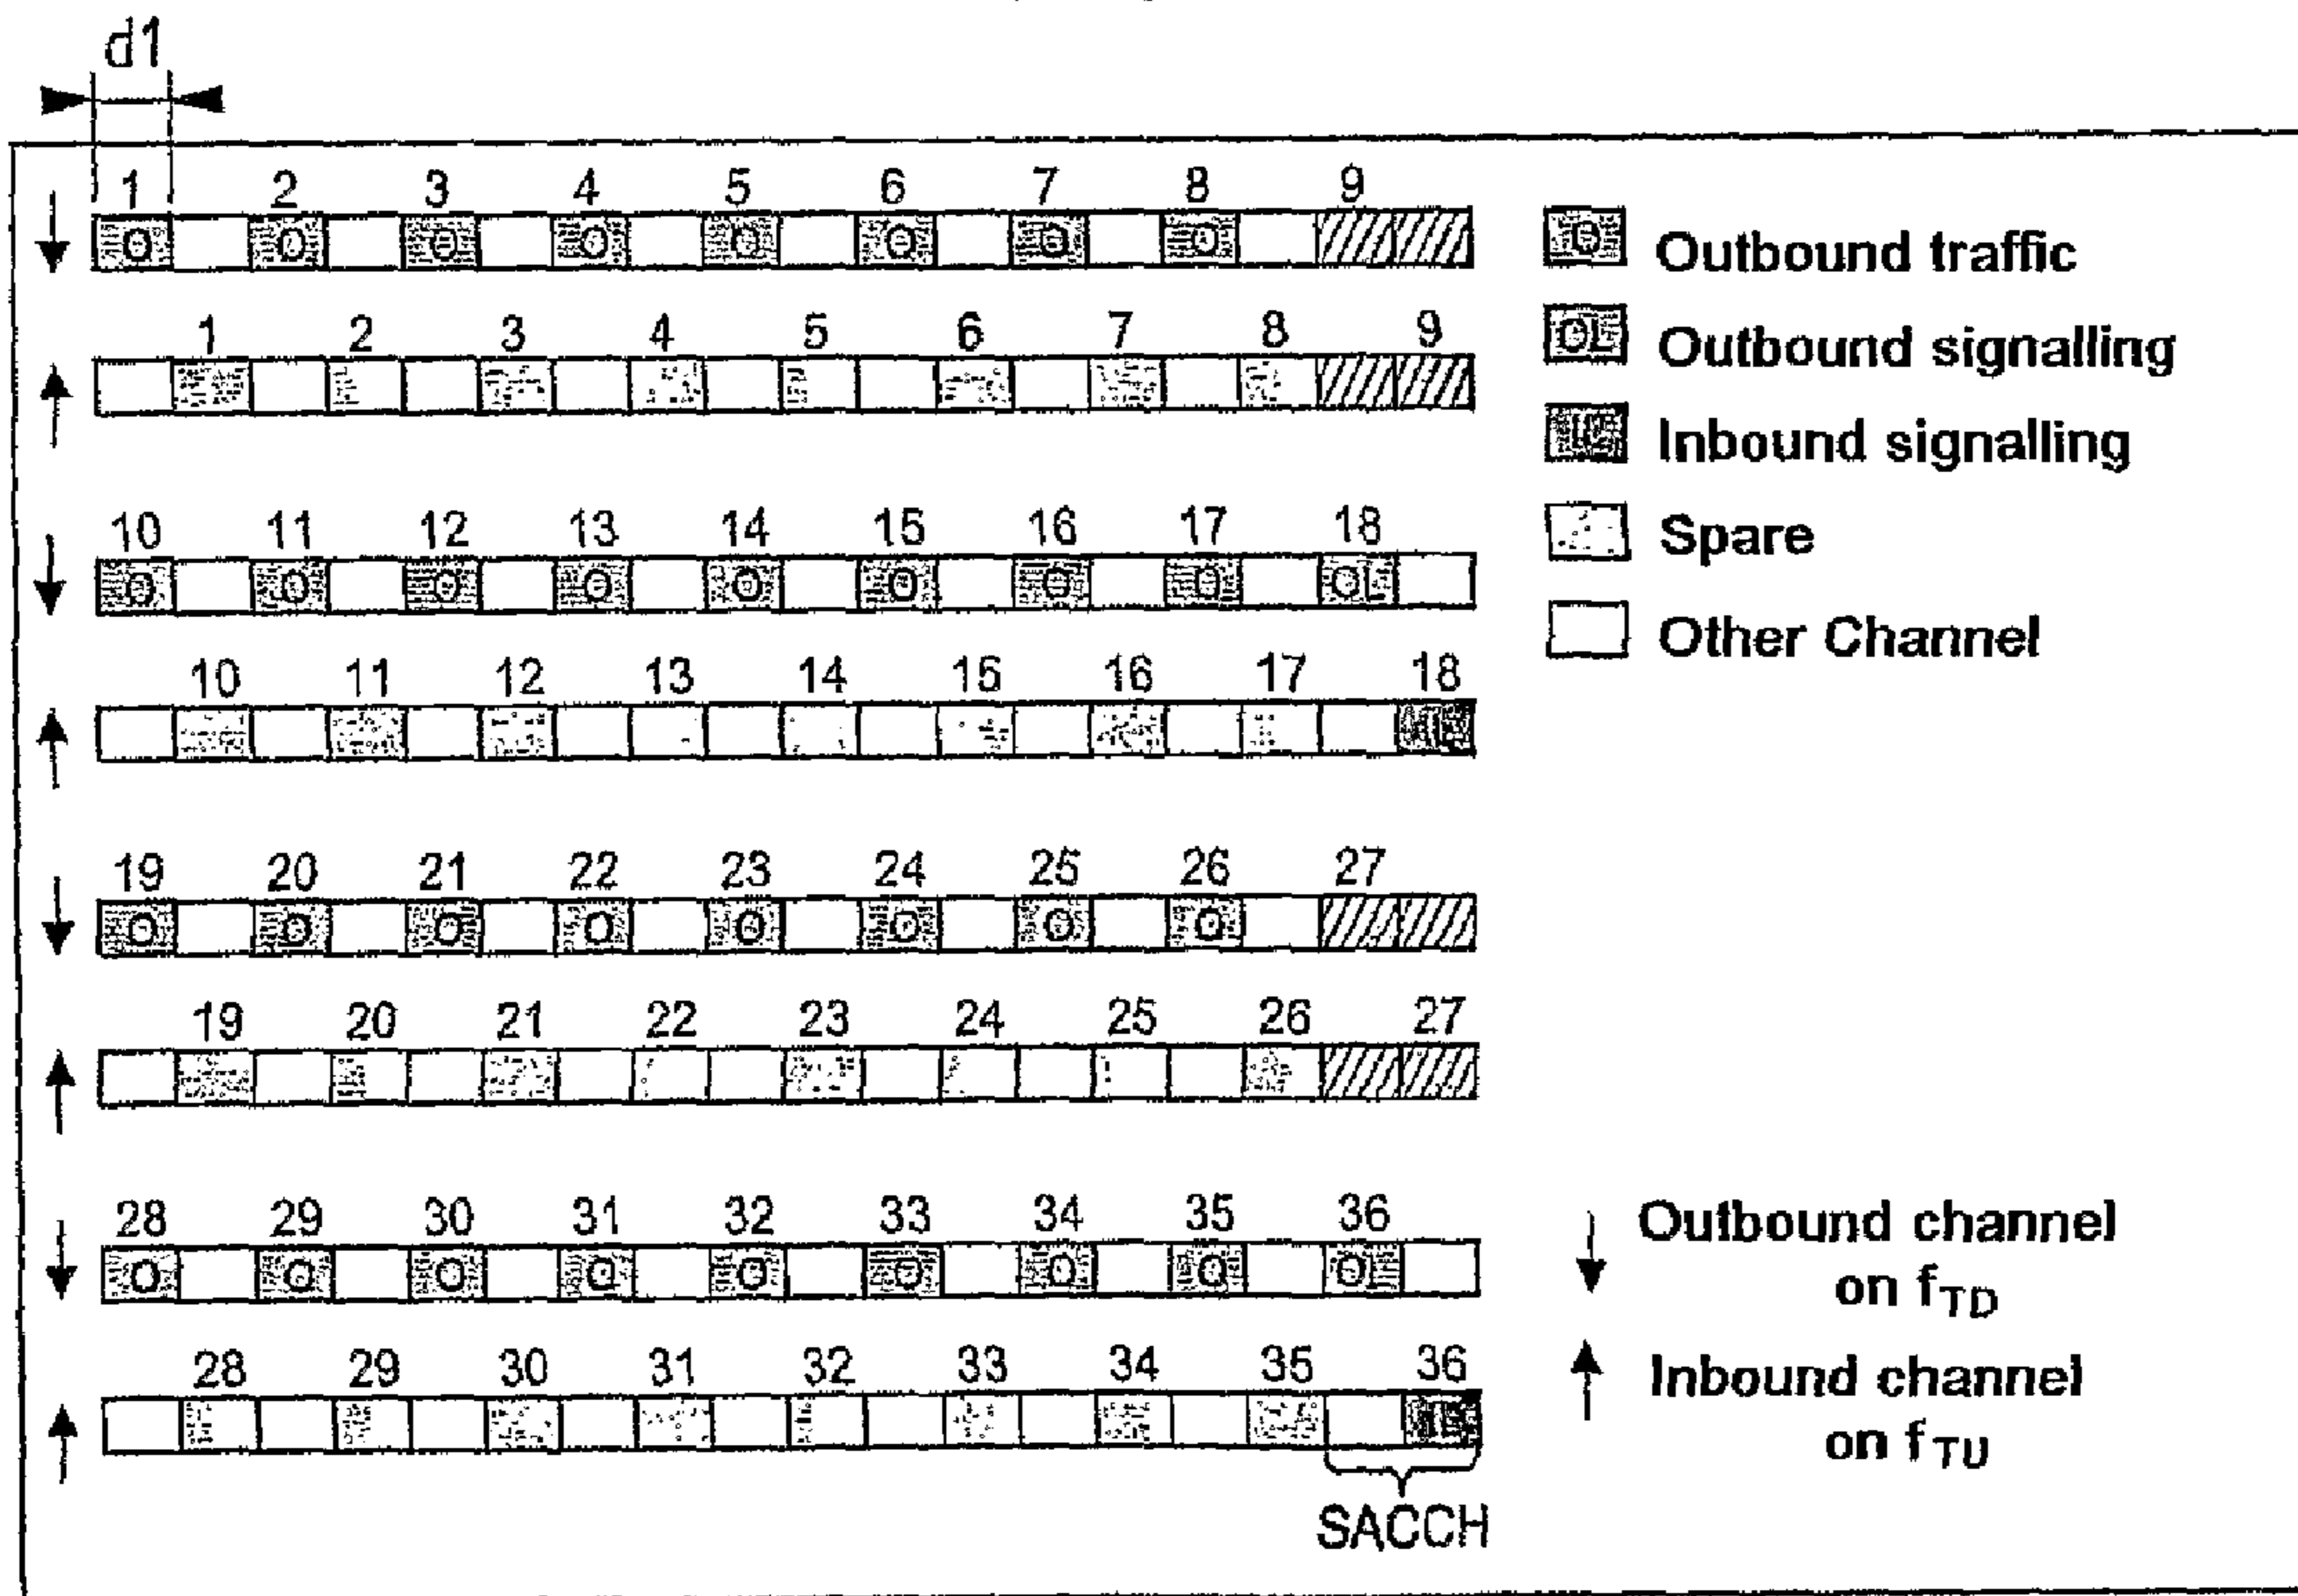 d1
1 2 3 4 5 6 7 8 9
O O O O O O O O
1 2 3 4 5 6 7 8 9
10 11 12 13 14 15 16 17 18
O O O O O O O O OL
10 11 12 13 14 15 16 17 18
19 20 21 22 23 24 25 26 27
O O O O O O O O
19 20 21 22 23 24 25 26 27
28 29 30 31 32 33 34 35 36
O O O O O O O O OL
28 29 30 31 32 33 34 35 36
SACCH
O Outbound traffic
OL Outbound signalling
Inbound signalling
Spare
Other Channel
Outbound channel
on fTD
Inbound channel
on fTU